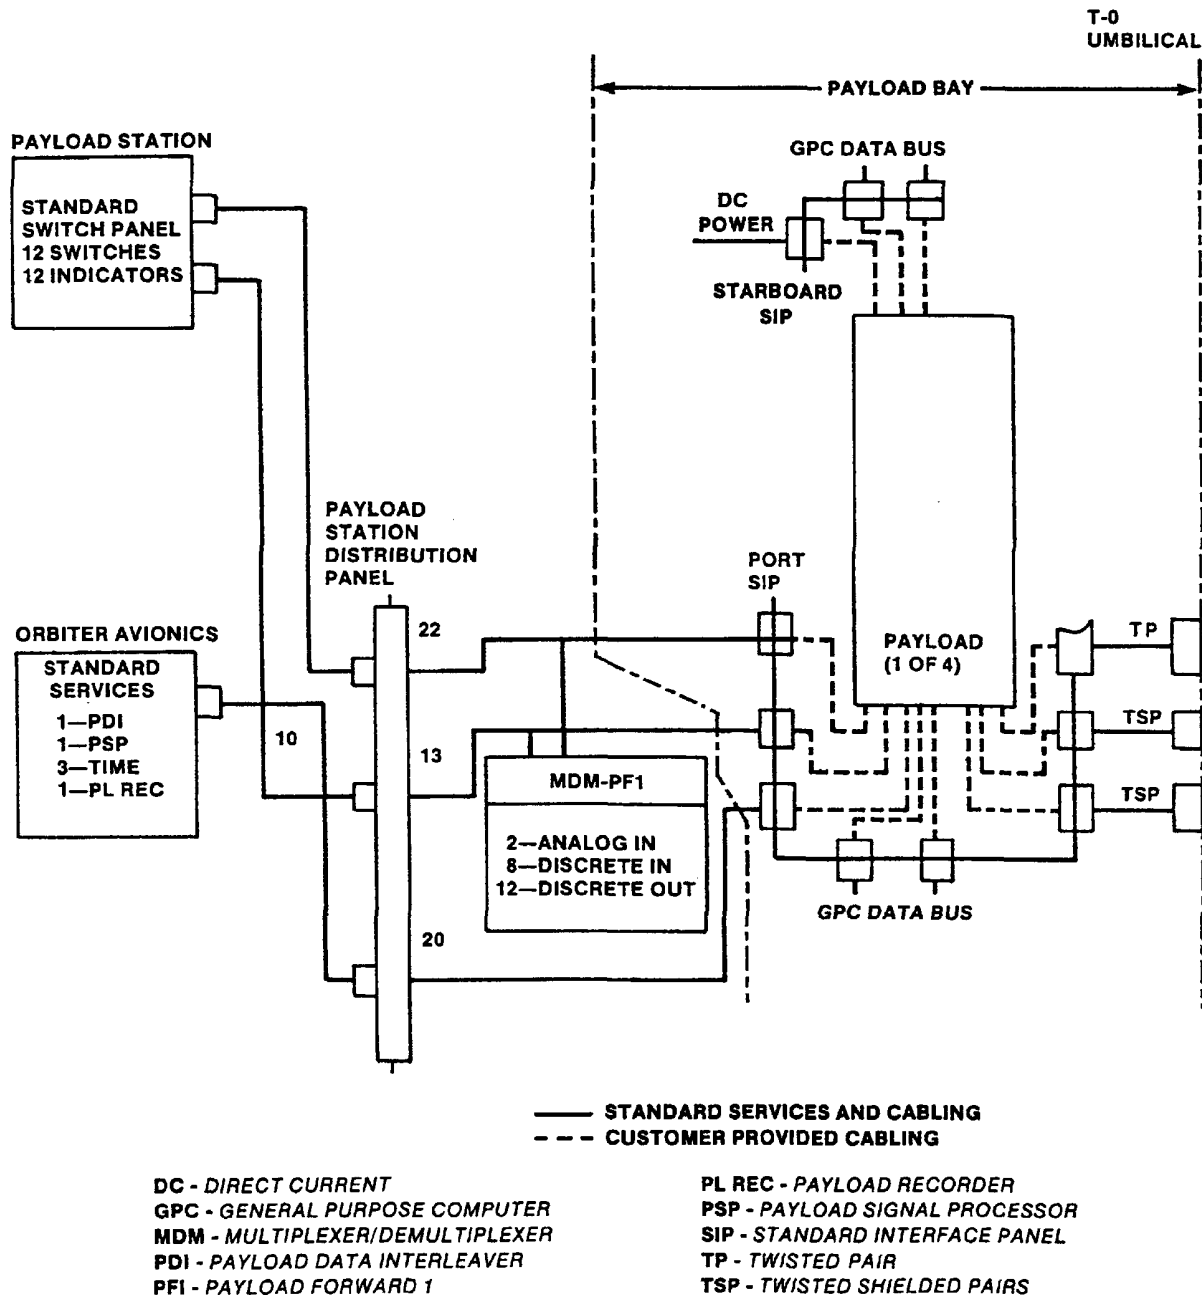 T-0
UMBILICAL
PAYLOAD BAY
PAYLOAD STATION
STANDARD
SWITCH PANEL
12 SWITCHES
12 INDICATORS
GPC DATA BUS
DC
POWER
STARBOARD
SIP
PAYLOAD
STATION
DISTRIBUTION
PANEL
PORT
SIP
ORBITER AVIONICS
STANDARD
SERVICES
1—PDI
1—PSP
3—TIME
1—PL REC
10
22
13
20
MDM-PF1
2—ANALOG IN
8—DISCRETE IN
12—DISCRETE OUT
PAYLOAD
(1 OF 4)
TP
TSP
TSP
GPC DATA BUS
STANDARD SERVICES AND CABLING
CUSTOMER PROVIDED CABLING
DC - DIRECT CURRENT
GPC - GENERAL PURPOSE COMPUTER
MDM - MULTIPLEXER/DEMULTIPLEXER
PDI - PAYLOAD DATA INTERLEAVER
PFI - PAYLOAD FORWARD 1
PL REC - PAYLOAD RECORDER
PSP - PAYLOAD SIGNAL PROCESSOR
SIP - STANDARD INTERFACE PANEL
TP - TWISTED PAIR
TSP - TWISTED SHIELDED PAIRS